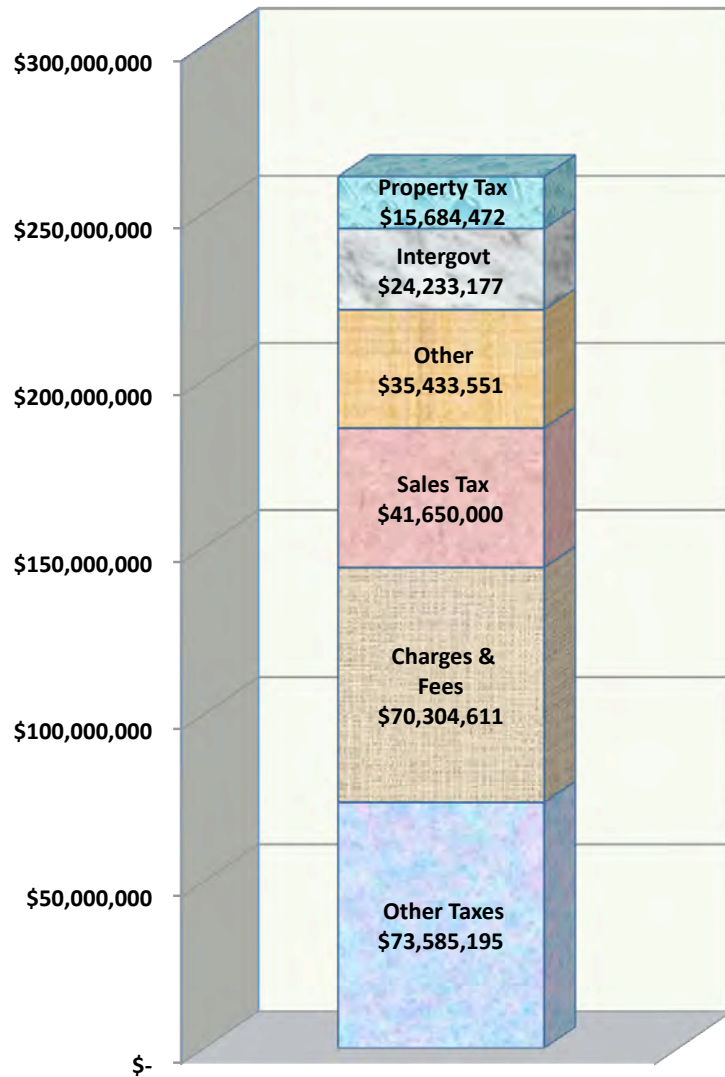 $300,000,000
$250,000,000
$200,000,000
$150,000,000
$100,000,000
$50,000,000
$-
Property Tax
$15,684,472
Intergovt
$24,233,177
Other
$35,433,551
Sales Tax
$41,650,000
Charges &
Fees
$70,304,611
Other Taxes
$73,585,195